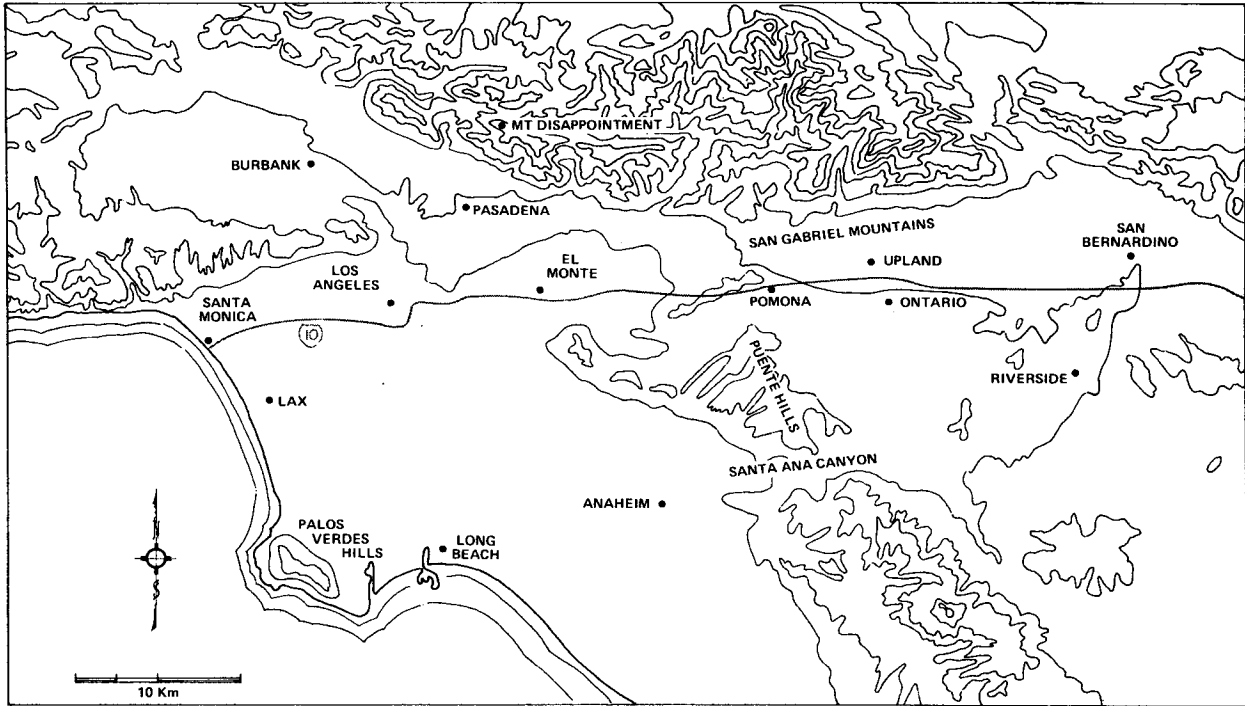 MT DISAPPOINTMENT
BURBANK
PASADENA
SAN GABRIEL MOUNTAINS
SAN
BERNARDINO
UPLAND
EL
MONTE
LOS
ANGELES
SANTA
MONICA
POMONA
ONTARIO
10
PUENTE HILLS
RIVERSIDE
LAX
SANTA ANA CANYON
ANAHEIM
PALOS
VERDES
HILLS
LONG
BEACH
10 Km